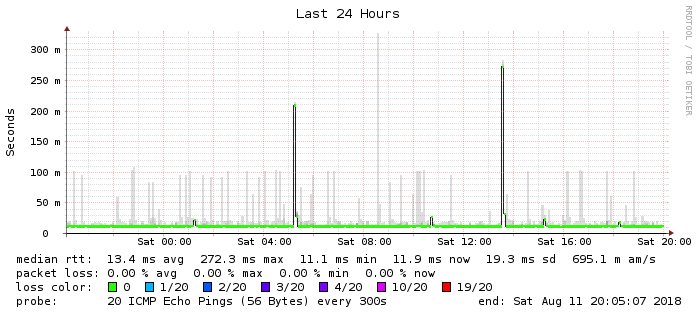 Last 24 Hours
RRDTOOL / TOBI OETIKER
Seconds
300 m
250 m
200 m
150 m
100 m
50 m
0
Sat 00:00 Sat 04:00 Sat 08:00 Sat 12:00 Sat 16:00 Sat 20:00
median rtt: 13.4 ms avg 272.3 ms max 11.1 ms min 11.9 ms now 19.3 ms sd 695.1 m am/s
packet loss: 0.00 % avg 0.00 % max 0.00 % min 0.00 % now
loss color: 0 1/20 2/20 3/20 4/20 10/20 19/20
probe: 20 ICMP Echo Pings (56 Bytes) every 300s end: Sat Aug 11 20:05:07 2018